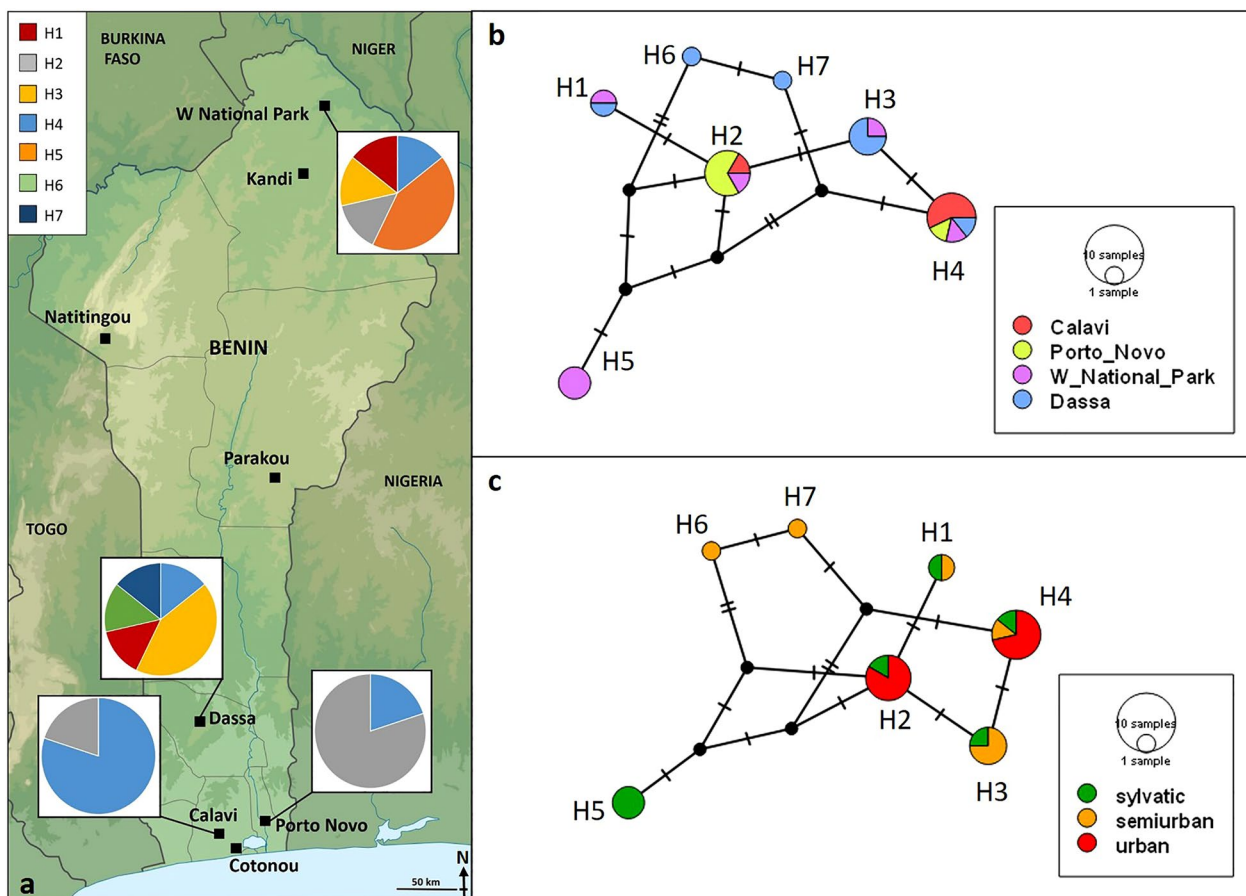 H1
H2
H3
H4
H5
H6
H7
BURKINA
FASO
NIGER
W National Park
Kandi
Natitingou
BENIN
Parakou
NIGERIA
TOGO
Dassa
Calavi
Porto Novo
Cotonou
N
50 km
a
b
H6
H7
H1
H2
H3
H4
H5
10 samples
1 sample
Calavi
Porto_Novo
W_National_Park
Dassa
c
H7
H6
H1
H4
H2
H3
H5
10 samples
1 sample
sylvatic
semiurban
urban